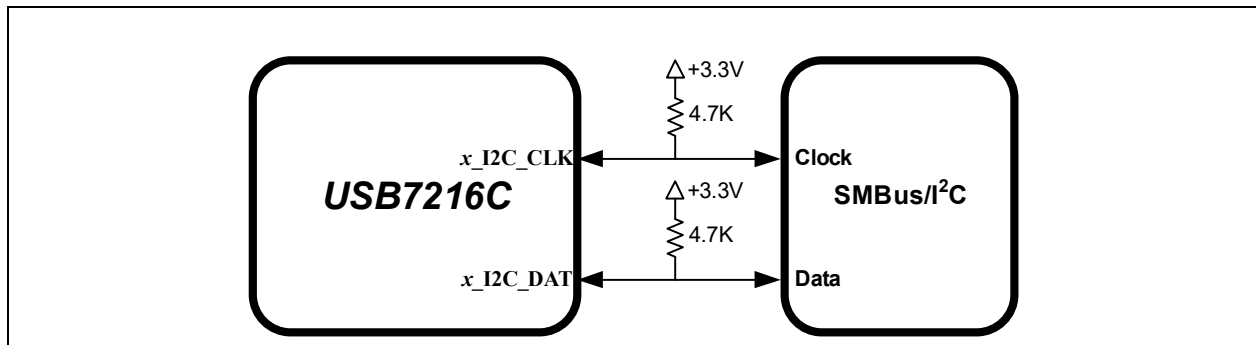 +3.3V
4.7K
x_I2C_CLK
Clock
USB7216C
+3.3V
SMBus/I²C
4.7K
x_I2C_DAT
Data